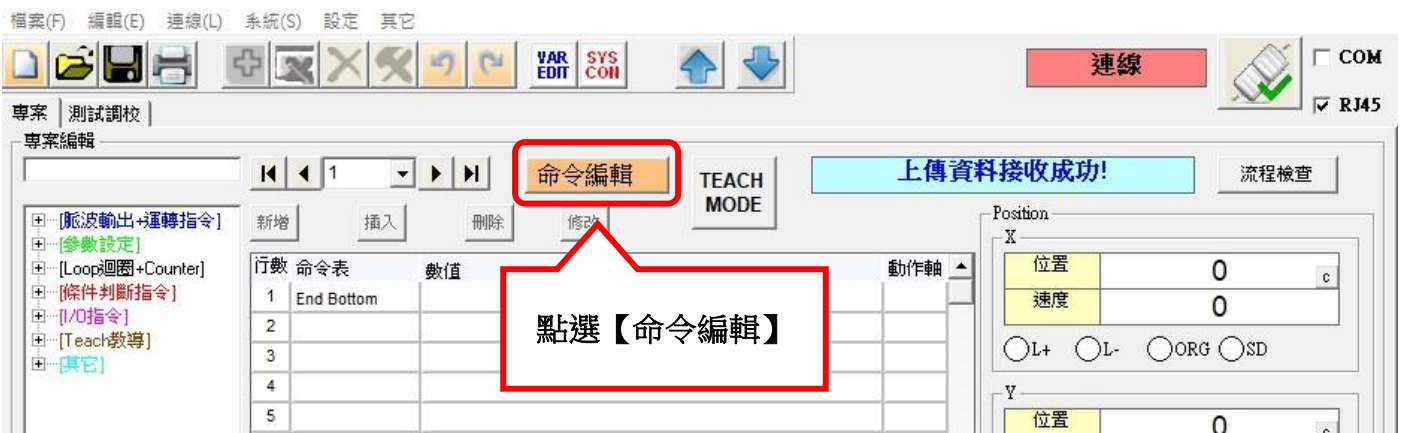 檔案(F) 編輯(E) 連線(L) 系統(S) 設定 其它
VAR EDIT SYS CON
連線
COM
RJ45
專案 測試調校
專案編輯
1
命令編輯
TEACH MODE
上傳資料接收成功!
流程檢查
新增 插入 刪除 修改
[脈波輸出+運轉指令]
[參數設定]
[Loop迴圈+Counter]
[條件判斷指令]
[I/O指令]
[Teach教導]
[其它]
行數 命令表 數值 動作軸
1 End Bottom
2
3
4
5
點選【命令編輯】
Position
X
位置 0 c
速度 0
L+ L- ORG SD
Y
位置 0 c